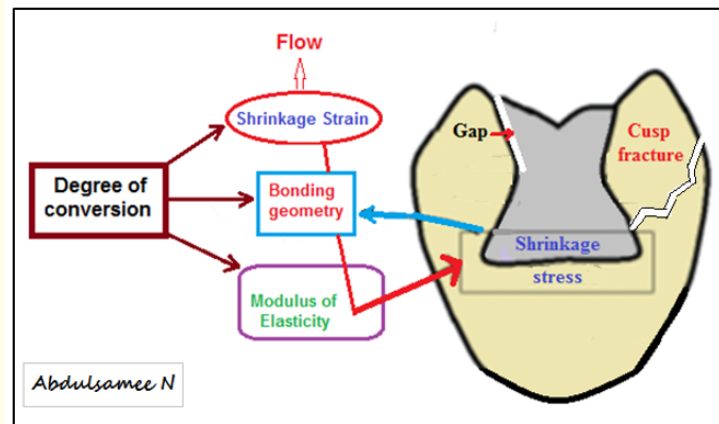 Flow
Shrinkage Strain
Degree of
conversion
Bonding
geometry
Modulus of
Elasticity
Gap
Cusp
fracture
Shrinkage
stress
Abdulsamee N